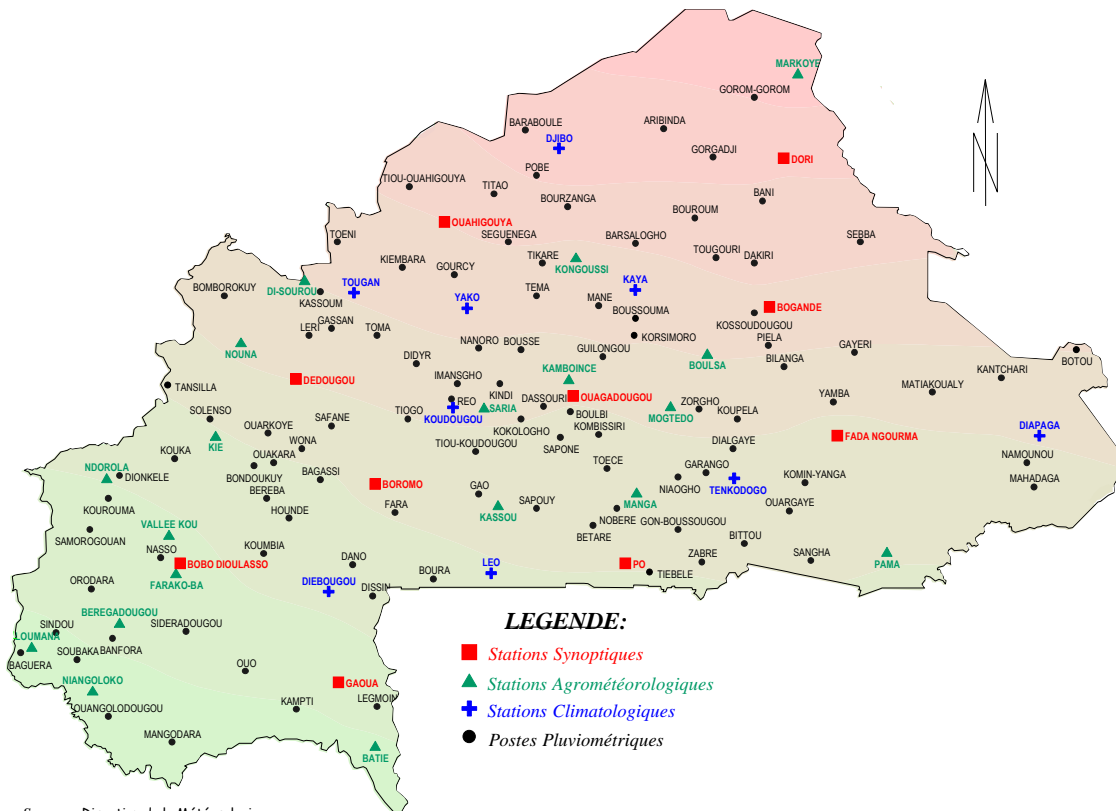 MARKOYE
GOROM-GOROM
BARABOULE
ARIBINDA
DJIBO
GORGADJI
DORI
POBE
TIOU-OUAHIGOUYA
TITAO
BANI
BOURZANGA
BOUROUM
OUAHIGOUYA
TOENI
SEGUENEGA
BARSALOGHO
SEBBA
TOUGOURI
DAKIRI
TIKARE
KONGOUSSI
KIEMBARA
GOURCY
KAYA
BOMBOROKUY
DI-SOUROU
TOUGAN
KASSOUM
YAKO
TEMA
MANE
BOUSSOUMA
BOGANDE
KOSSOUDOUGOU
GASSAN
LERI
TOMA
KORSIMORO
PIELA
NANORO
BOUSSE
GUILONGOU
GAYERI
NOUNA
BOULSA
BILANGA
BOTOU
DIDYR
KAMBOINCE
KANTCHARI
DEDOUGOU
IMANSGHO
TANSILLA
KINDI
OUAGADOUGOU
MATIAKOUALY
YAMBA
REO
SARIA
DASSOURI
ZORGHO
MOGTEDO
SOLENSO
SAFANE
TIOGO
KOUDOUGOU
BOULBI
KOUPELA
KOKOLOGHO
KOMBISSIRI
OUARKOYE
KIE
WONA
TIOU-KOUDOUGOU
SAPONE
DIALGAYE
FADA NGOURMA
DIAPAGA
KOUKA
OUAKARA
TOECE
NAMOUNOU
NDOROLA
DIONKELE
BONDOUKUY
BAGASSI
BOROMO
GARANGO
KOMIN-YANGA
NIAOGHO
TENKODOGO
MAHADAGA
BEREBA
GAO
KOUROUMA
HOUNDE
FARA
KASSOU
SAPOUY
MANGA
OUARGAYE
NOBERE
GON-BOUSSOUGOU
VALLEE KOU
SAMOROGOUAN
BETARE
BITTOU
NASSO
KOUMBIA
BOBO DIOULASSO
DANO
LEO
PO
ZABRE
SANGHA
PAMA
ORODARA
FARAKO-BA
DIEBOUGOU
BOURA
TIEBELE
DISSIN
BEREGADOUGOU
SINDOU
SIDERADOUGOU
LOUMANA
BANFORA
BAGUERA
SOUBAKA
OUO
NIANGOLOKO
GAOUA
OUANGOLODOUGOU
KAMPTI
LEGMOIN
MANGODARA
BATIE
N
LEGENDE:
Stations Synoptiques
Stations Agrométéorologiques
Stations Climatologiques
Postes Pluviométriques